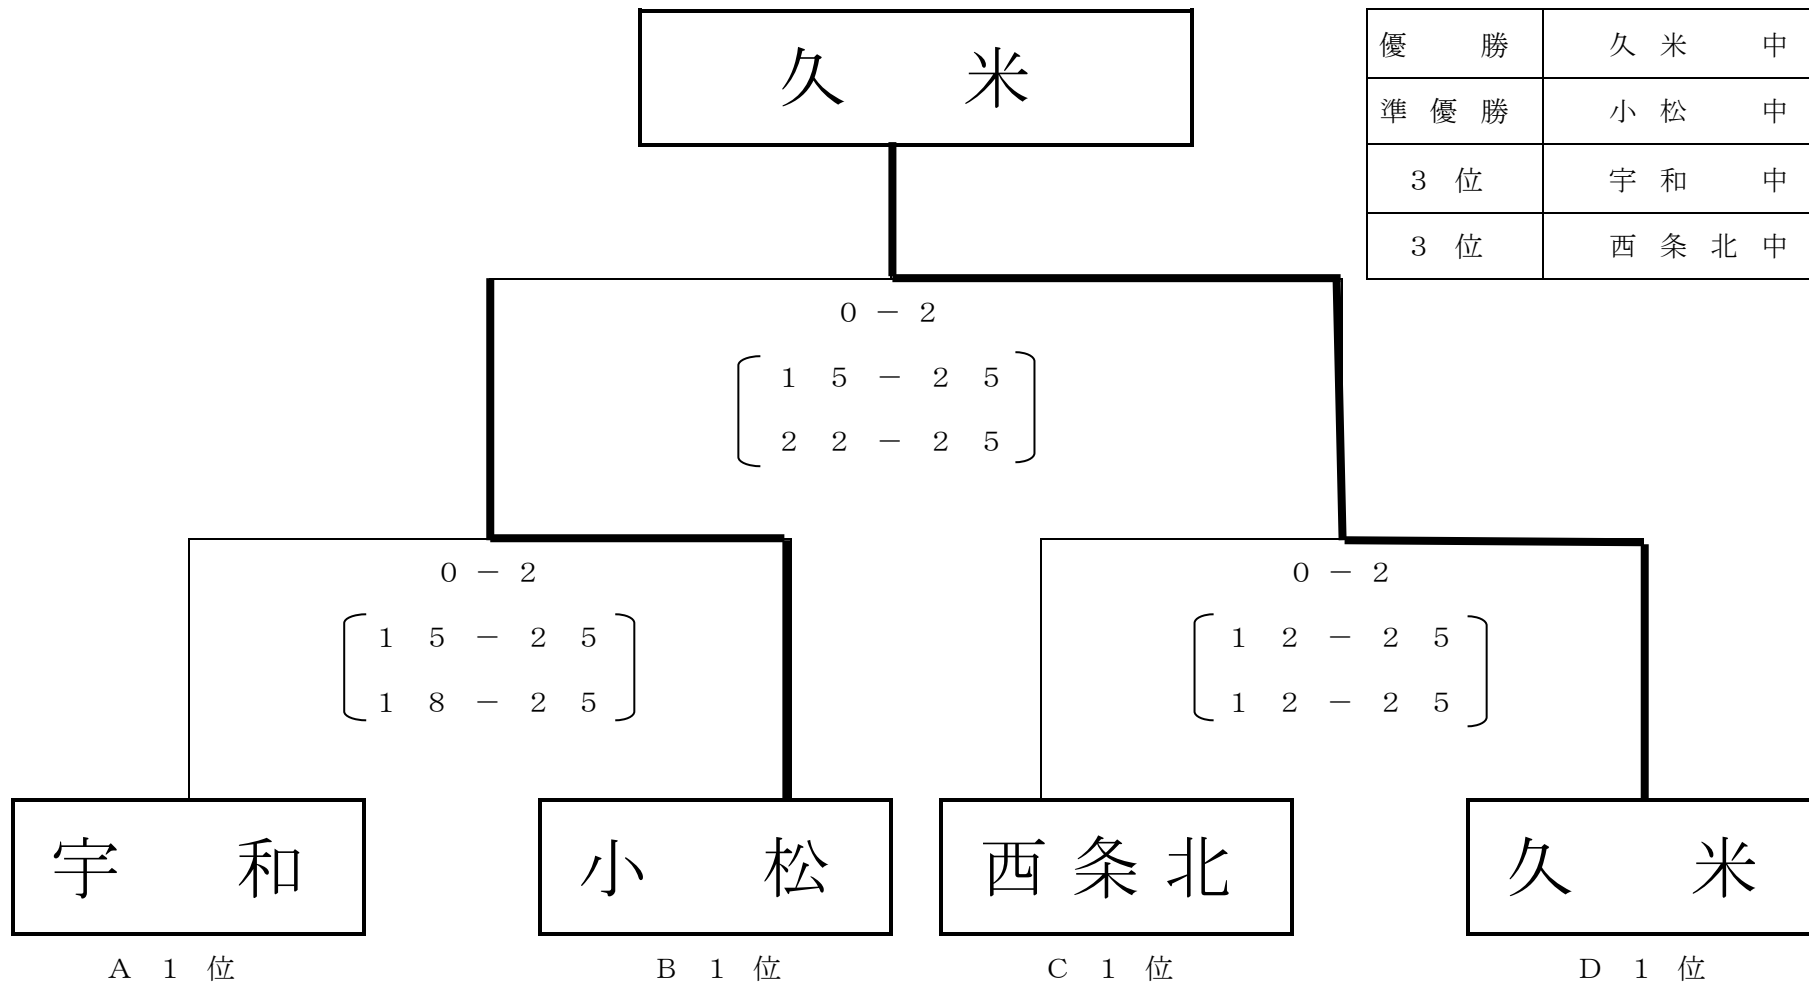 久米
優勝 久米中
準優勝 小松中
３位 宇和中
３位 西条北中
０－２
１５－２５
２２－２５
０－２
１５－２５
１８－２５
０－２
１２－２５
１２－２５
宇和
小松
西条北
久米
Ａ１位
Ｂ１位
Ｃ１位
Ｄ１位